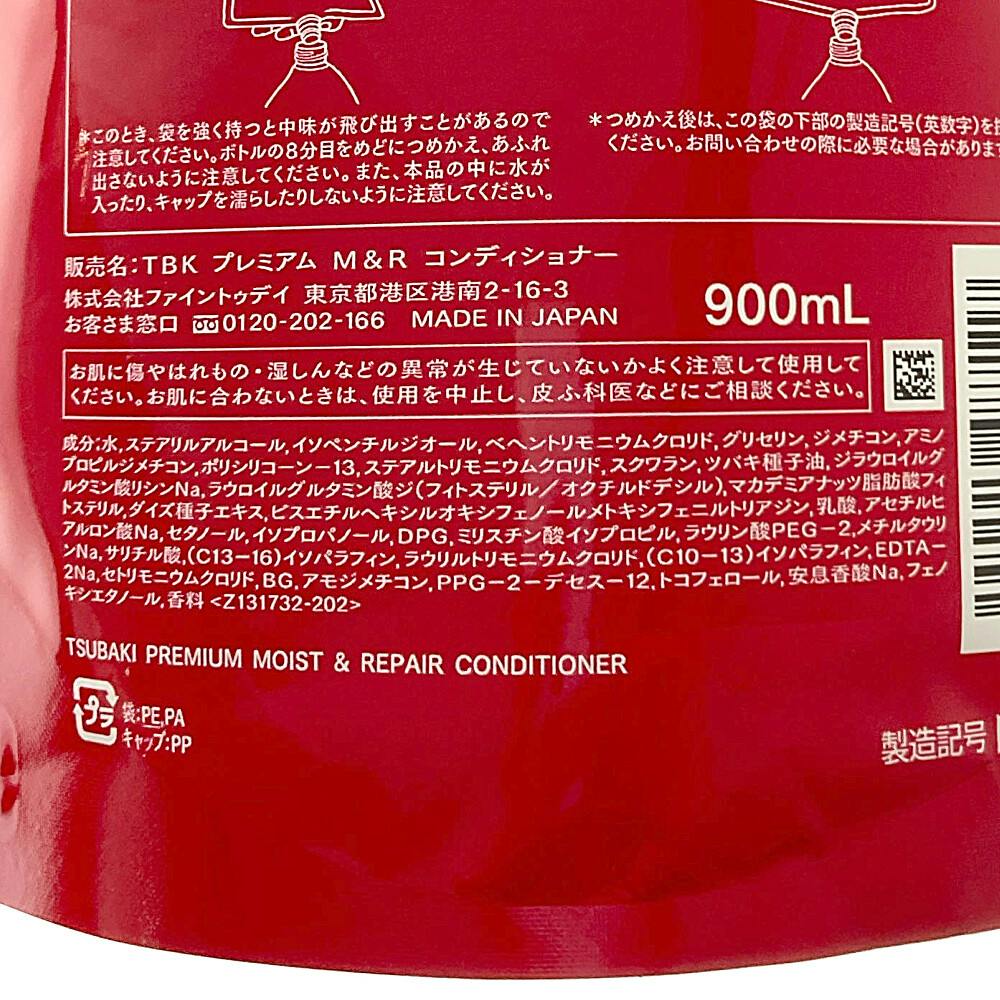 *このとき、袋を強く持つと中味が飛び出すことがあるので
注意してください。ボトルの8分目をめどにつめかえ、あふれ
出さないように注意してください。また、本品の中に水が
入ったり、キャップを濡らしたりしないように注意してください。
*つめかえ後は、この袋の下部の製造記号(英数字)を
ください。お問い合わせの際に必要な場合がありま
販売名:TBK プレミアム M&R コンディショナー
株式会社ファイントゥデイ 東京都港区港南2-16-3
お客さま窓口 0120-202-166 MADE IN JAPAN
900mL
お肌に傷やはれもの・湿しんなどの異常が生じていないかよく注意して使用して
ください。お肌に合わないときは、使用を中止し、皮ふ科医などにご相談ください。
成分:水,ステアリルアルコール,イソペンチルジオール,ベヘントリモニウムクロリド,グリセリン,ジメチコン,アミノ
プロピルジメチコン,ポリシリコーン-13,ステアルトリモニウムクロリド,スクワラン,ツバキ種子油,ジラウロイルグ
ルタミン酸リシンNa,ラウロイルグルタミン酸ジ(フィトステリル/オクチルドデシル),マカデミアナッツ脂肪酸フィ
トステリル,ダイズ種子エキス,ビスエチルヘキシルオキシフェノールメトキシフェニルトリアジン,乳酸,アセチルヒ
アルロン酸Na,セタノール,イソプロパノール,DPG,ミリスチン酸イソプロピル,ラウリン酸PEG-2,メチルタウリ
ンNa,サリチル酸,(C13-16)イソパラフィン,ラウリルトリモニウムクロリド,(C10-13)イソパラフィン,EDTA-
2Na,セトリモニウムクロリド,BG,アモジメチコン,PPG-2-デセス-12,トコフェロール,安息香酸Na,フェノ
キシエタノール,香料 <Z131732-202>
TSUBAKI PREMIUM MOIST & REPAIR CONDITIONER
プラ
袋:PE,PA
キャップ:PP
製造記号